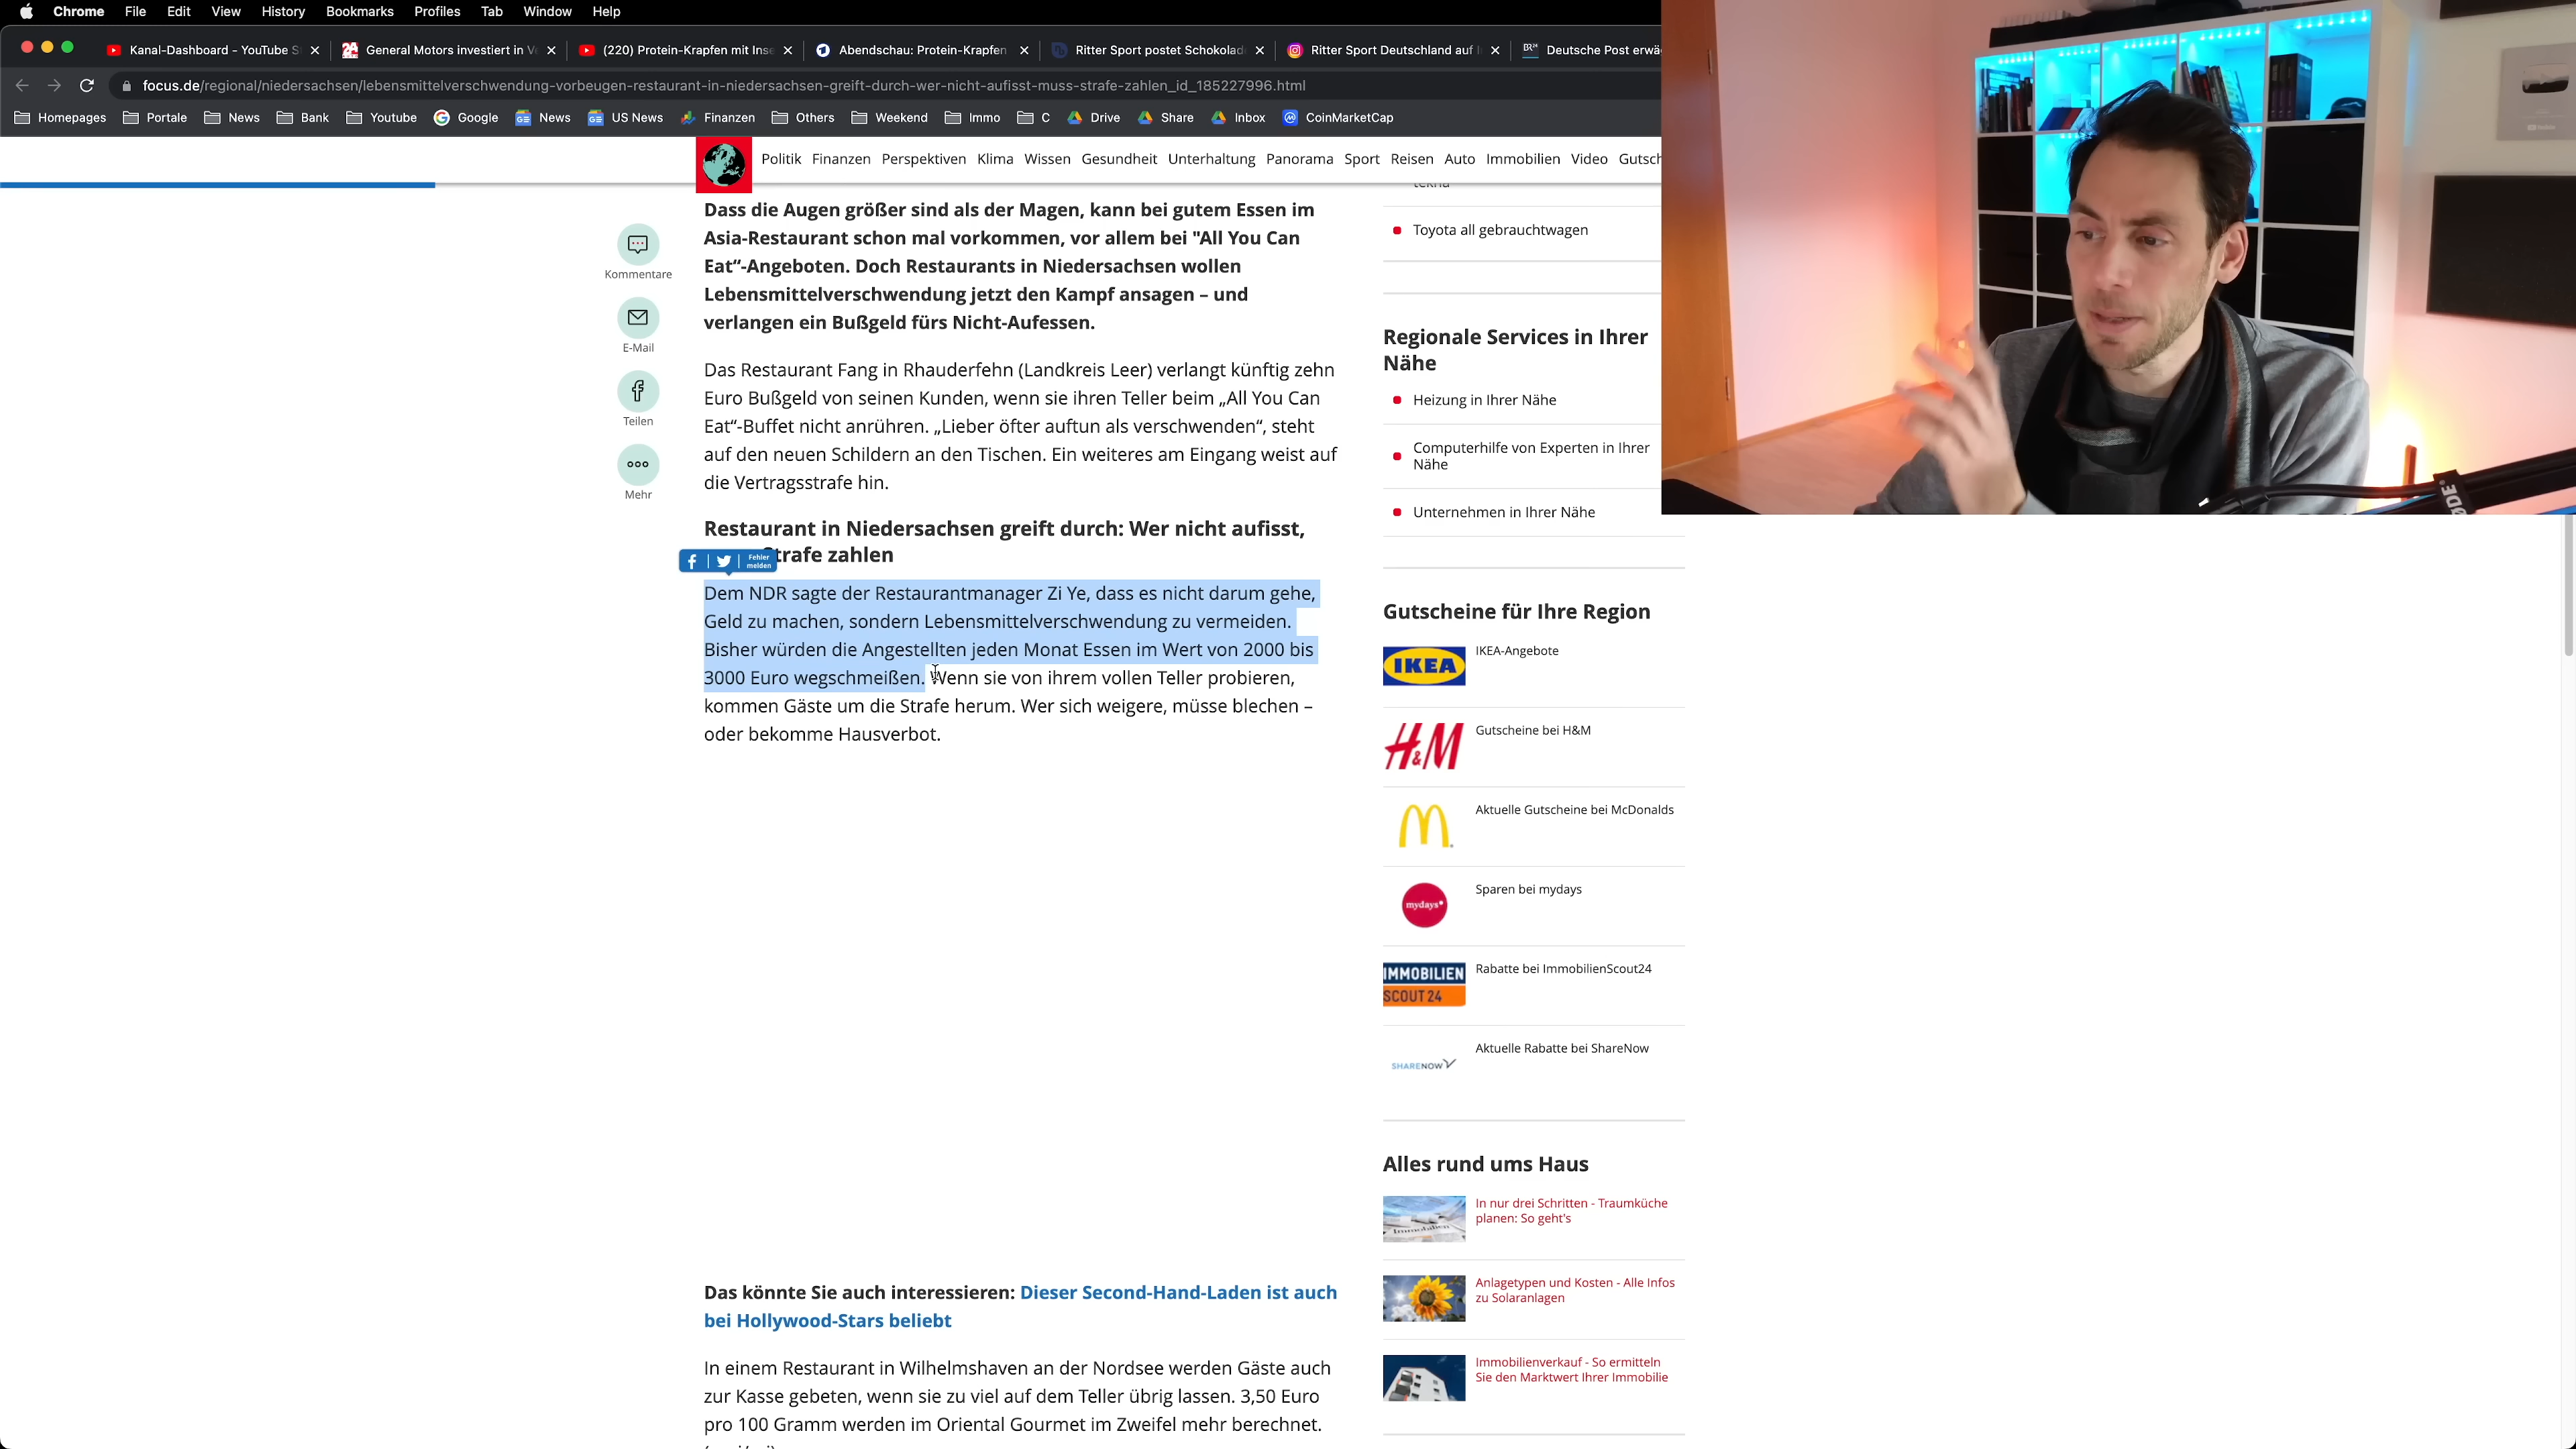 Chrome File Edit View History Bookmarks Profiles Tab Window Help
Kanal-Dashboard - YouTube S
General Motors investiert in V
(220) Protein-Krapfen mit Inse
Abendschau: Protein-Krapfen
Ritter Sport postet Schokolad
Ritter Sport Deutschland auf I
Deutsche Post erwä
focus.de/regional/niedersachsen/lebensmittelverschwendung-vorbeugen-restaurant-in-niedersachsen-greift-durch-wer-nicht-aufisst-muss-strafe-zahlen_id_185227996.html
Homepages Portale News Bank Youtube Google News US News Finanzen Others Weekend Immo C Drive Share Inbox CoinMarketCap
Politik Finanzen Perspektiven Klima Wissen Gesundheit Unterhaltung Panorama Sport Reisen Auto Immobilien Video Gutsch
Kommentare
E-Mail
Teilen
Mehr
Dass die Augen größer sind als der Magen, kann bei gutem Essen im
Asia-Restaurant schon mal vorkommen, vor allem bei "All You Can
Eat“-Angeboten. Doch Restaurants in Niedersachsen wollen
Lebensmittelverschwendung jetzt den Kampf ansagen – und
verlangen ein Bußgeld fürs Nicht-Aufessen.
Das Restaurant Fang in Rhauderfehn (Landkreis Leer) verlangt künftig zehn
Euro Bußgeld von seinen Kunden, wenn sie ihren Teller beim „All You Can
Eat“-Buffet nicht anrühren. „Lieber öfter auftun als verschwenden“, steht
auf den neuen Schildern an den Tischen. Ein weiteres am Eingang weist auf
die Vertragsstrafe hin.
Restaurant in Niedersachsen greift durch: Wer nicht aufisst,
Strafe zahlen
Fehler
melden
Dem NDR sagte der Restaurantmanager Zi Ye, dass es nicht darum gehe,
Geld zu machen, sondern Lebensmittelverschwendung zu vermeiden.
Bisher würden die Angestellten jeden Monat Essen im Wert von 2000 bis
3000 Euro wegschmeißen. Wenn sie von ihrem vollen Teller probieren,
kommen Gäste um die Strafe herum. Wer sich weigere, müsse blechen –
oder bekomme Hausverbot.
Das könnte Sie auch interessieren: Dieser Second-Hand-Laden ist auch
bei Hollywood-Stars beliebt
In einem Restaurant in Wilhelmshaven an der Nordsee werden Gäste auch
zur Kasse gebeten, wenn sie zu viel auf dem Teller übrig lassen. 3,50 Euro
pro 100 Gramm werden im Oriental Gourmet im Zweifel mehr berechnet.
Toyota all gebrauchtwagen
Regionale Services in Ihrer
Nähe
Heizung in Ihrer Nähe
Computerhilfe von Experten in Ihrer
Nähe
Unternehmen in Ihrer Nähe
Gutscheine für Ihre Region
IKEA
IKEA-Angebote
H&M
Gutscheine bei H&M
Aktuelle Gutscheine bei McDonalds
mydays
Sparen bei mydays
IMMOBILIEN
SCOUT 24
Rabatte bei ImmobilienScout24
SHARENOW
Aktuelle Rabatte bei ShareNow
Alles rund ums Haus
In nur drei Schritten - Traumküche
planen: So geht's
Anlagetypen und Kosten - Alle Infos
zu Solaranlagen
Immobilienverkauf - So ermitteln
Sie den Marktwert Ihrer Immobilie